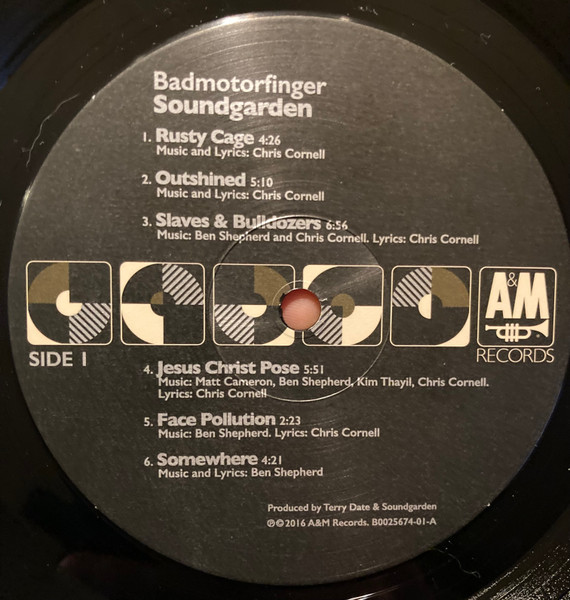 Badmotorfinger
Soundgarden
1. Rusty Cage 4:26
Music and Lyrics: Chris Cornell
2. Outshined 5:10
Music and Lyrics: Chris Cornell
3. Slaves & Bulldozers 6:56
Music: Ben Shepherd and Chris Cornell. Lyrics: Chris Cornell
A&M
RECORDS
SIDE 1
4. Jesus Christ Pose 5:51
Music: Matt Cameron, Ben Shepherd, Kim Thayil, Chris Cornell.
Lyrics: Chris Cornell
5. Face Pollution 2:23
Music: Ben Shepherd. Lyrics: Chris Cornell
6. Somewhere 4:21
Music and Lyrics: Ben Shepherd
Produced by Terry Date & Soundgarden
℗©2016 A&M Records. B0025674-01-A